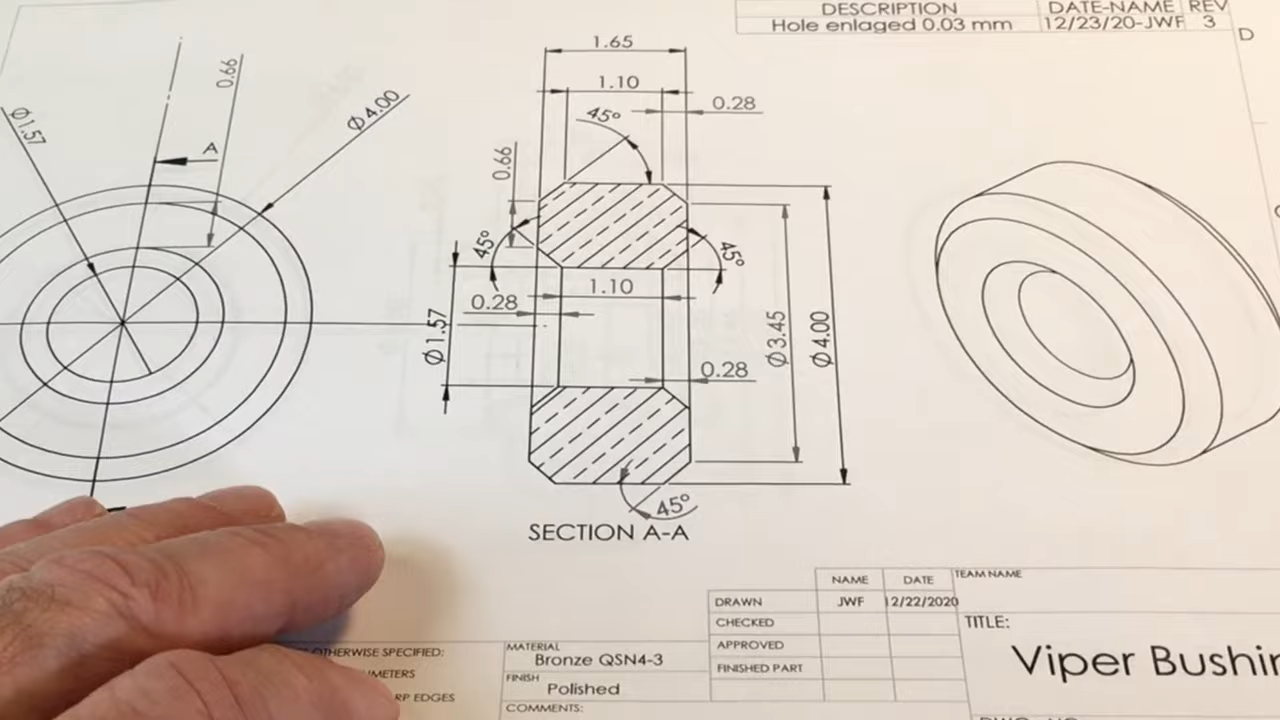 DESCRIPTION DATE-NAME REV
Hole enlaged 0.03 mm 12/23/20-JWF 3
D
1.65
1.10
0.28
45°
0.66
Ø4.00
Ø1.57
A
0.66
45°
45°
1.10
0.28
Ø1.57
Ø3.45
Ø4.00
0.28
45°
SECTION A-A
NAME DATE
DRAWN JWF 12/22/2020
CHECKED
APPROVED
FINISHED PART
TEAM NAME
TITLE:
Viper Bushin
OTHERWISE SPECIFIED:
EDGES
MATERIAL
Bronze QSN4-3
FINISH
Polished
COMMENTS: